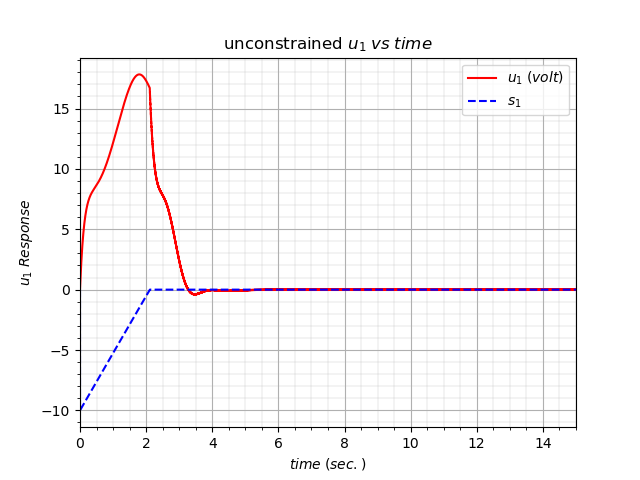 unconstrained u₁ vs time
u₁ (volt)
s₁
u₁ Response
15
10
5
0
−5
−10
0 2 4 6 8 10 12 14
time (sec.)